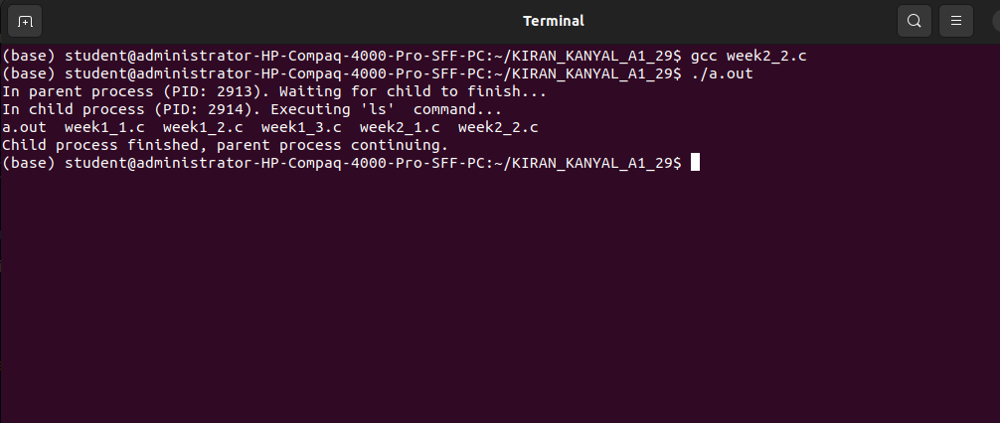 Terminal
(base) student@administrator-HP-Compaq-4000-Pro-SFF-PC:~/KIRAN_KANYAL_A1_29$ gcc week2_2.c
(base) student@administrator-HP-Compaq-4000-Pro-SFF-PC:~/KIRAN_KANYAL_A1_29$ ./a.out
In parent process (PID: 2913). Waiting for child to finish...
In child process (PID: 2914). Executing 'ls'  command...
a.out  week1_1.c  week1_2.c  week1_3.c  week2_1.c  week2_2.c
Child process finished, parent process continuing.
(base) student@administrator-HP-Compaq-4000-Pro-SFF-PC:~/KIRAN_KANYAL_A1_29$